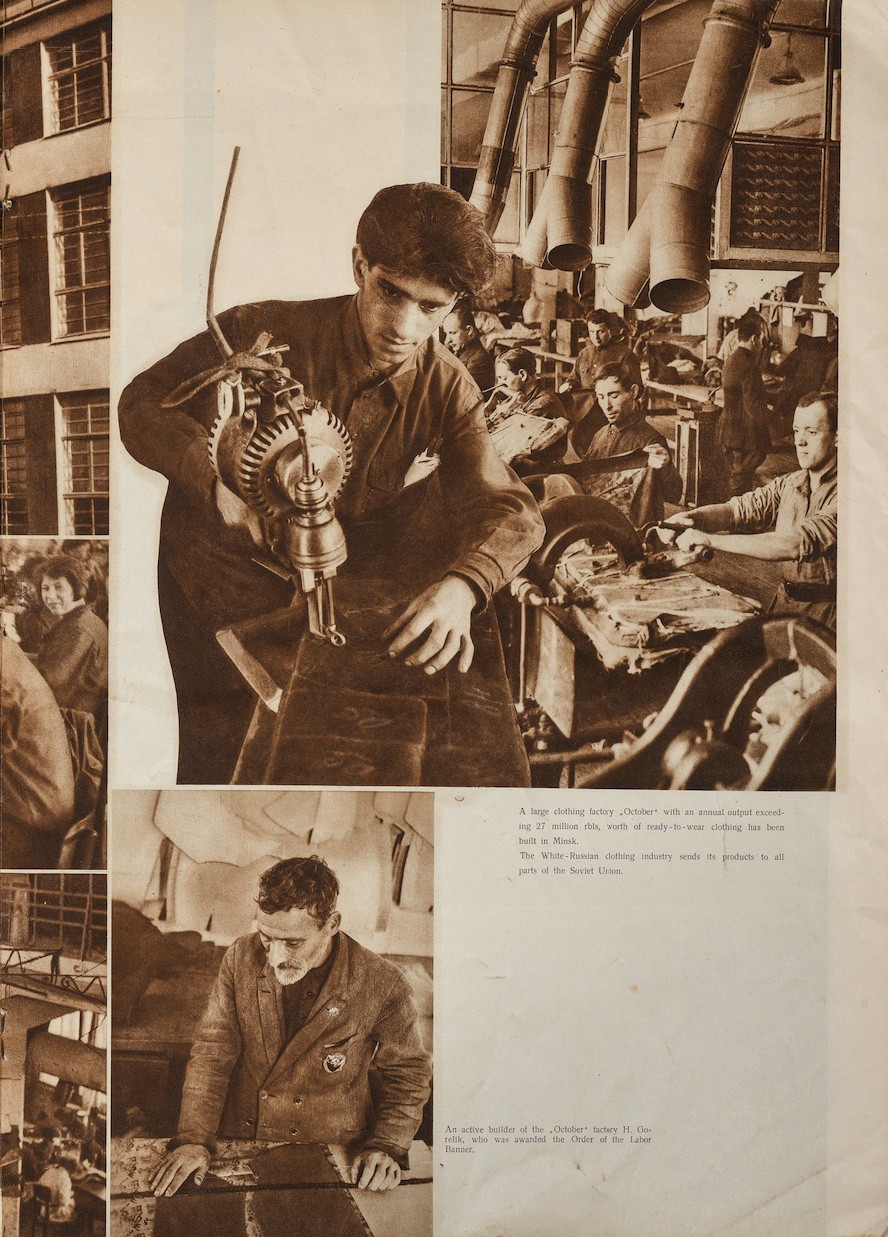 A large clothing factory „October“ with an annual output exceed-
ing 27 million rbls, worth of ready-to-wear clothing has been
built in Minsk.
The White-Russian clothing industry sends its products to all
parts of the Soviet Union.
An active builder of the „October“ factory H. Go-
relik, who was awarded the Order of the Labor
Banner.